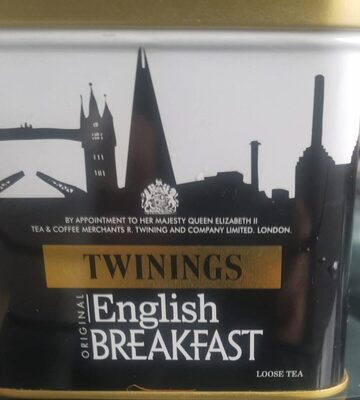 BY APPOINTMENT TO HER MAJESTY QUEEN ELIZABETH II
TEA & COFFEE MERCHANTS R. TWINING AND COMPANY LIMITED. LONDON.
TWININGS
ORIGINAL
English
BREAKFAST
LOOSE TEA